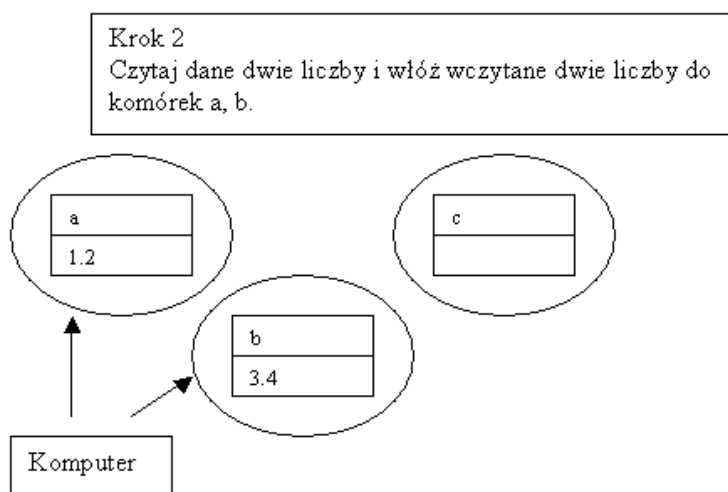 Krok 2
Czytaj dane dwie liczby i włóż wczytane dwie liczby do
komórek a, b.
a
1.2
c
b
3.4
Komputer